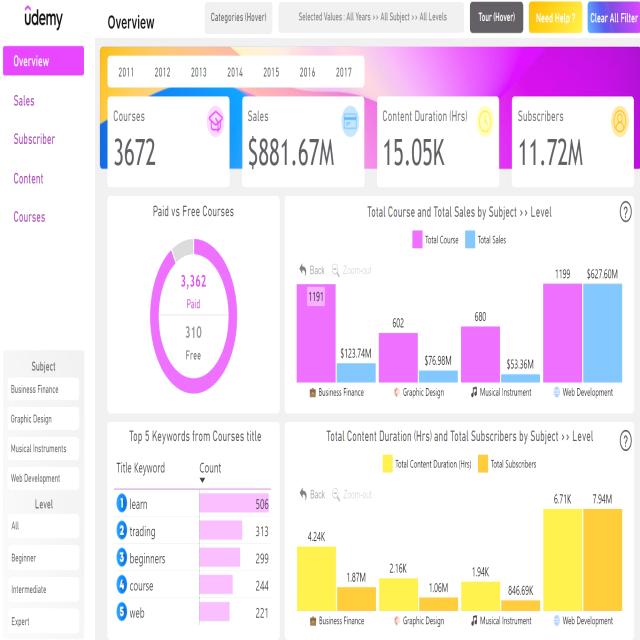 ûdemy
Overview
Categories (Hover)
Selected Values : All Years >> All Subject >> All Levels
Tour (Hover)
Need Help ?
Clear All Filter
Overview
Sales
Subscriber
Content
Courses
2011 2012 2013 2014 2015 2016 2017
Courses
3672
Sales
$881.67M
Content Duration (Hrs)
15.05K
Subscribers
11.72M
Paid vs Free Courses
3,362
Paid
310
Free
Total Course and Total Sales by Subject >> Level
?
Total Course Total Sales
Back Zoom-out
1191 $123.74M 602 $76.98M 680 $53.36M 1199 $627.60M
Business Finance Graphic Design Musical Instrument Web Development
Subject
Business Finance
Graphic Design
Musical Instruments
Web Development
Level
All
Beginner
Intermediate
Expert
Top 5 Keywords from Courses title
Title Keyword Count
1 learn 506
2 trading 313
3 beginners 299
4 course 244
5 web 221
Total Content Duration (Hrs) and Total Subscribers by Subject >> Level
?
Total Content Duration (Hrs) Total Subscribers
Back Zoom-out
4.24K 1.87M 2.16K 1.06M 1.94K 846.69K 6.71K 7.94M
Business Finance Graphic Design Musical Instrument Web Development